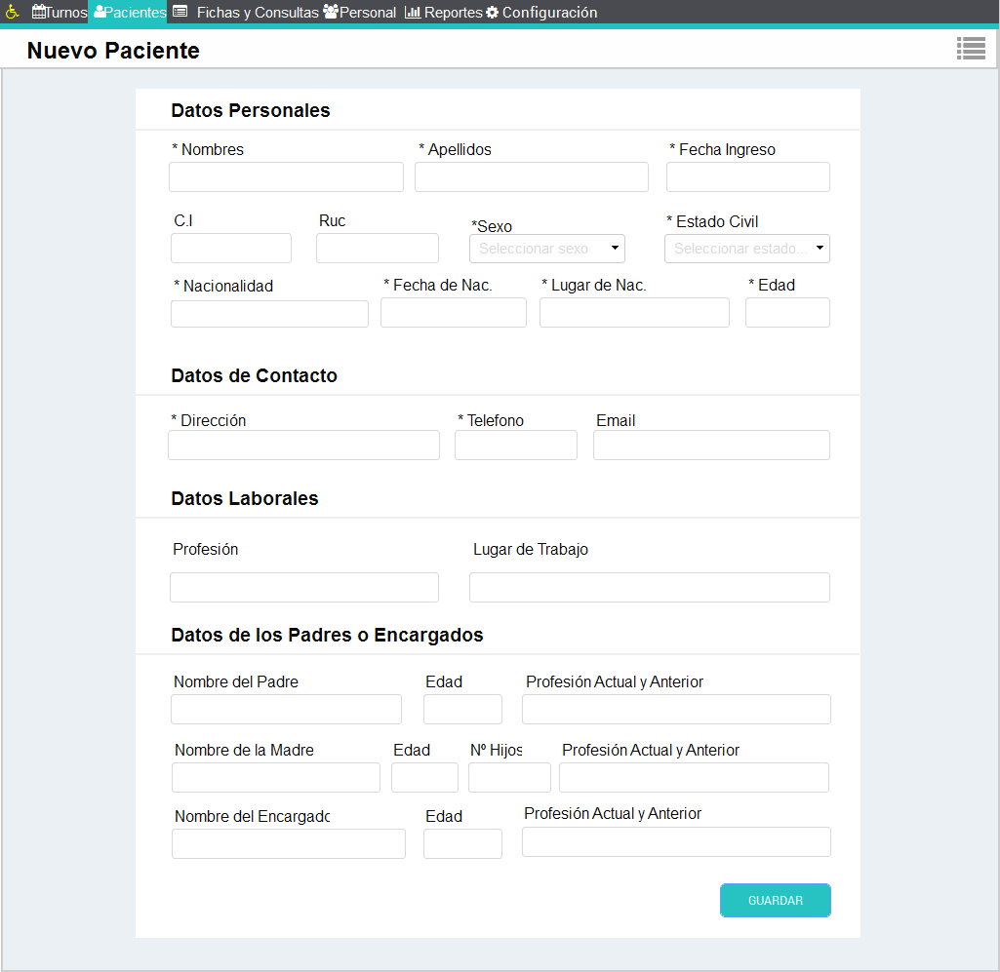 Turnos Pacientes Fichas y Consultas Personal Reportes Configuración
Nuevo Paciente
Datos Personales
* Nombres * Apellidos * Fecha Ingreso
C.I Ruc *Sexo * Estado Civil
Seleccionar sexo Seleccionar estado...
* Nacionalidad * Fecha de Nac. * Lugar de Nac. * Edad
Datos de Contacto
* Dirección * Telefono Email
Datos Laborales
Profesión Lugar de Trabajo
Datos de los Padres o Encargados
Nombre del Padre Edad Profesión Actual y Anterior
Nombre de la Madre Edad Nº Hijos Profesión Actual y Anterior
Nombre del Encargado Edad Profesión Actual y Anterior
GUARDAR